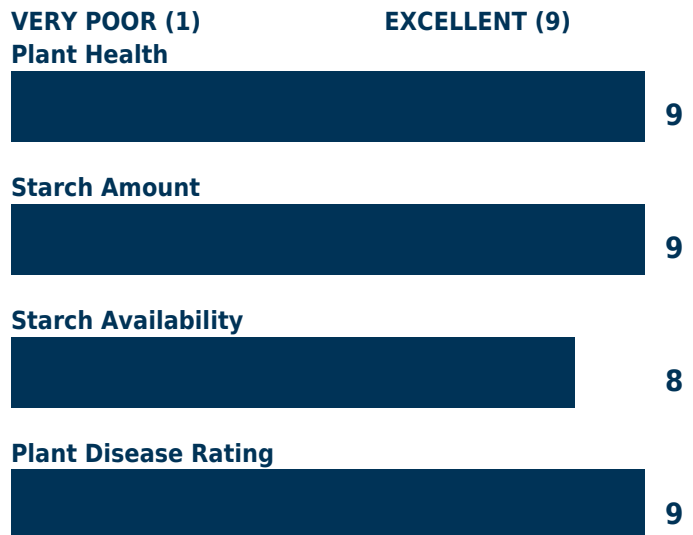 VERY POOR (1) EXCELLENT (9)
Plant Health
9
Starch Amount
9
Starch Availability
8
Plant Disease Rating
9